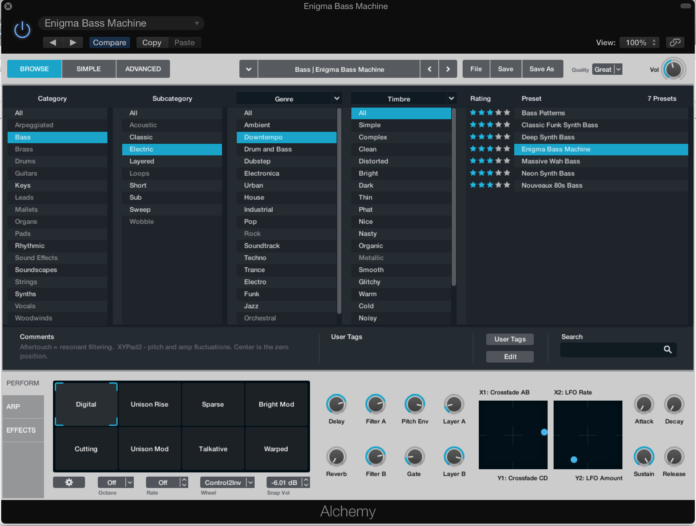 Enigma Bass Machine
Enigma Bass Machine
Compare Copy Paste View: 100%
BROWSE SIMPLE ADVANCED Bass | Enigma Bass Machine File Save Save As Quality Great Vol
Category Subcategory Genre Timbre Rating Preset 7 Presets
All All All All Bass Patterns
Arpeggiated Acoustic Ambient Simple Classic Funk Synth Bass
Bass Classic Downtempo Complex Deep Synth Bass
Brass Electric Drum and Bass Clean Enigma Bass Machine
Drums Layered Dubstep Distorted Massive Wah Bass
Guitars Loops Electronica Bright Neon Synth Bass
Keys Short Urban Dark Nouveaux 80s Bass
Leads Sub House Thin
Mallets Sweep Industrial Phat
Organs Wobble Pop Nice
Pads Rock Nasty
Rhythmic Soundtrack Organic
Sound Effects Techno Metallic
Soundscapes Trance Smooth
Strings Electro Glitchy
Synths Funk Warm
Vocals Jazz Cold
Woodwinds Orchestral Noisy
Comments User Tags User Tags Search
Aftertouch = resonant filtering. XYPad2 - pitch and amp fluctuations. Center is the zero
position.
Edit
PERFORM
ARP
EFFECTS
Digital Unison Rise Sparse Bright Mod
Cutting Unison Mod Talkative Warped
Off Off Control2Inv -6.01 dB
Octave Rate Wheel Snap Vol
Delay Filter A Pitch Env Layer A
Reverb Filter B Gate Layer B
X1: Crossfade AB X2: LFO Rate
Y1: Crossfade CD Y2: LFO Amount
Attack Decay
Sustain Release
Alchemy